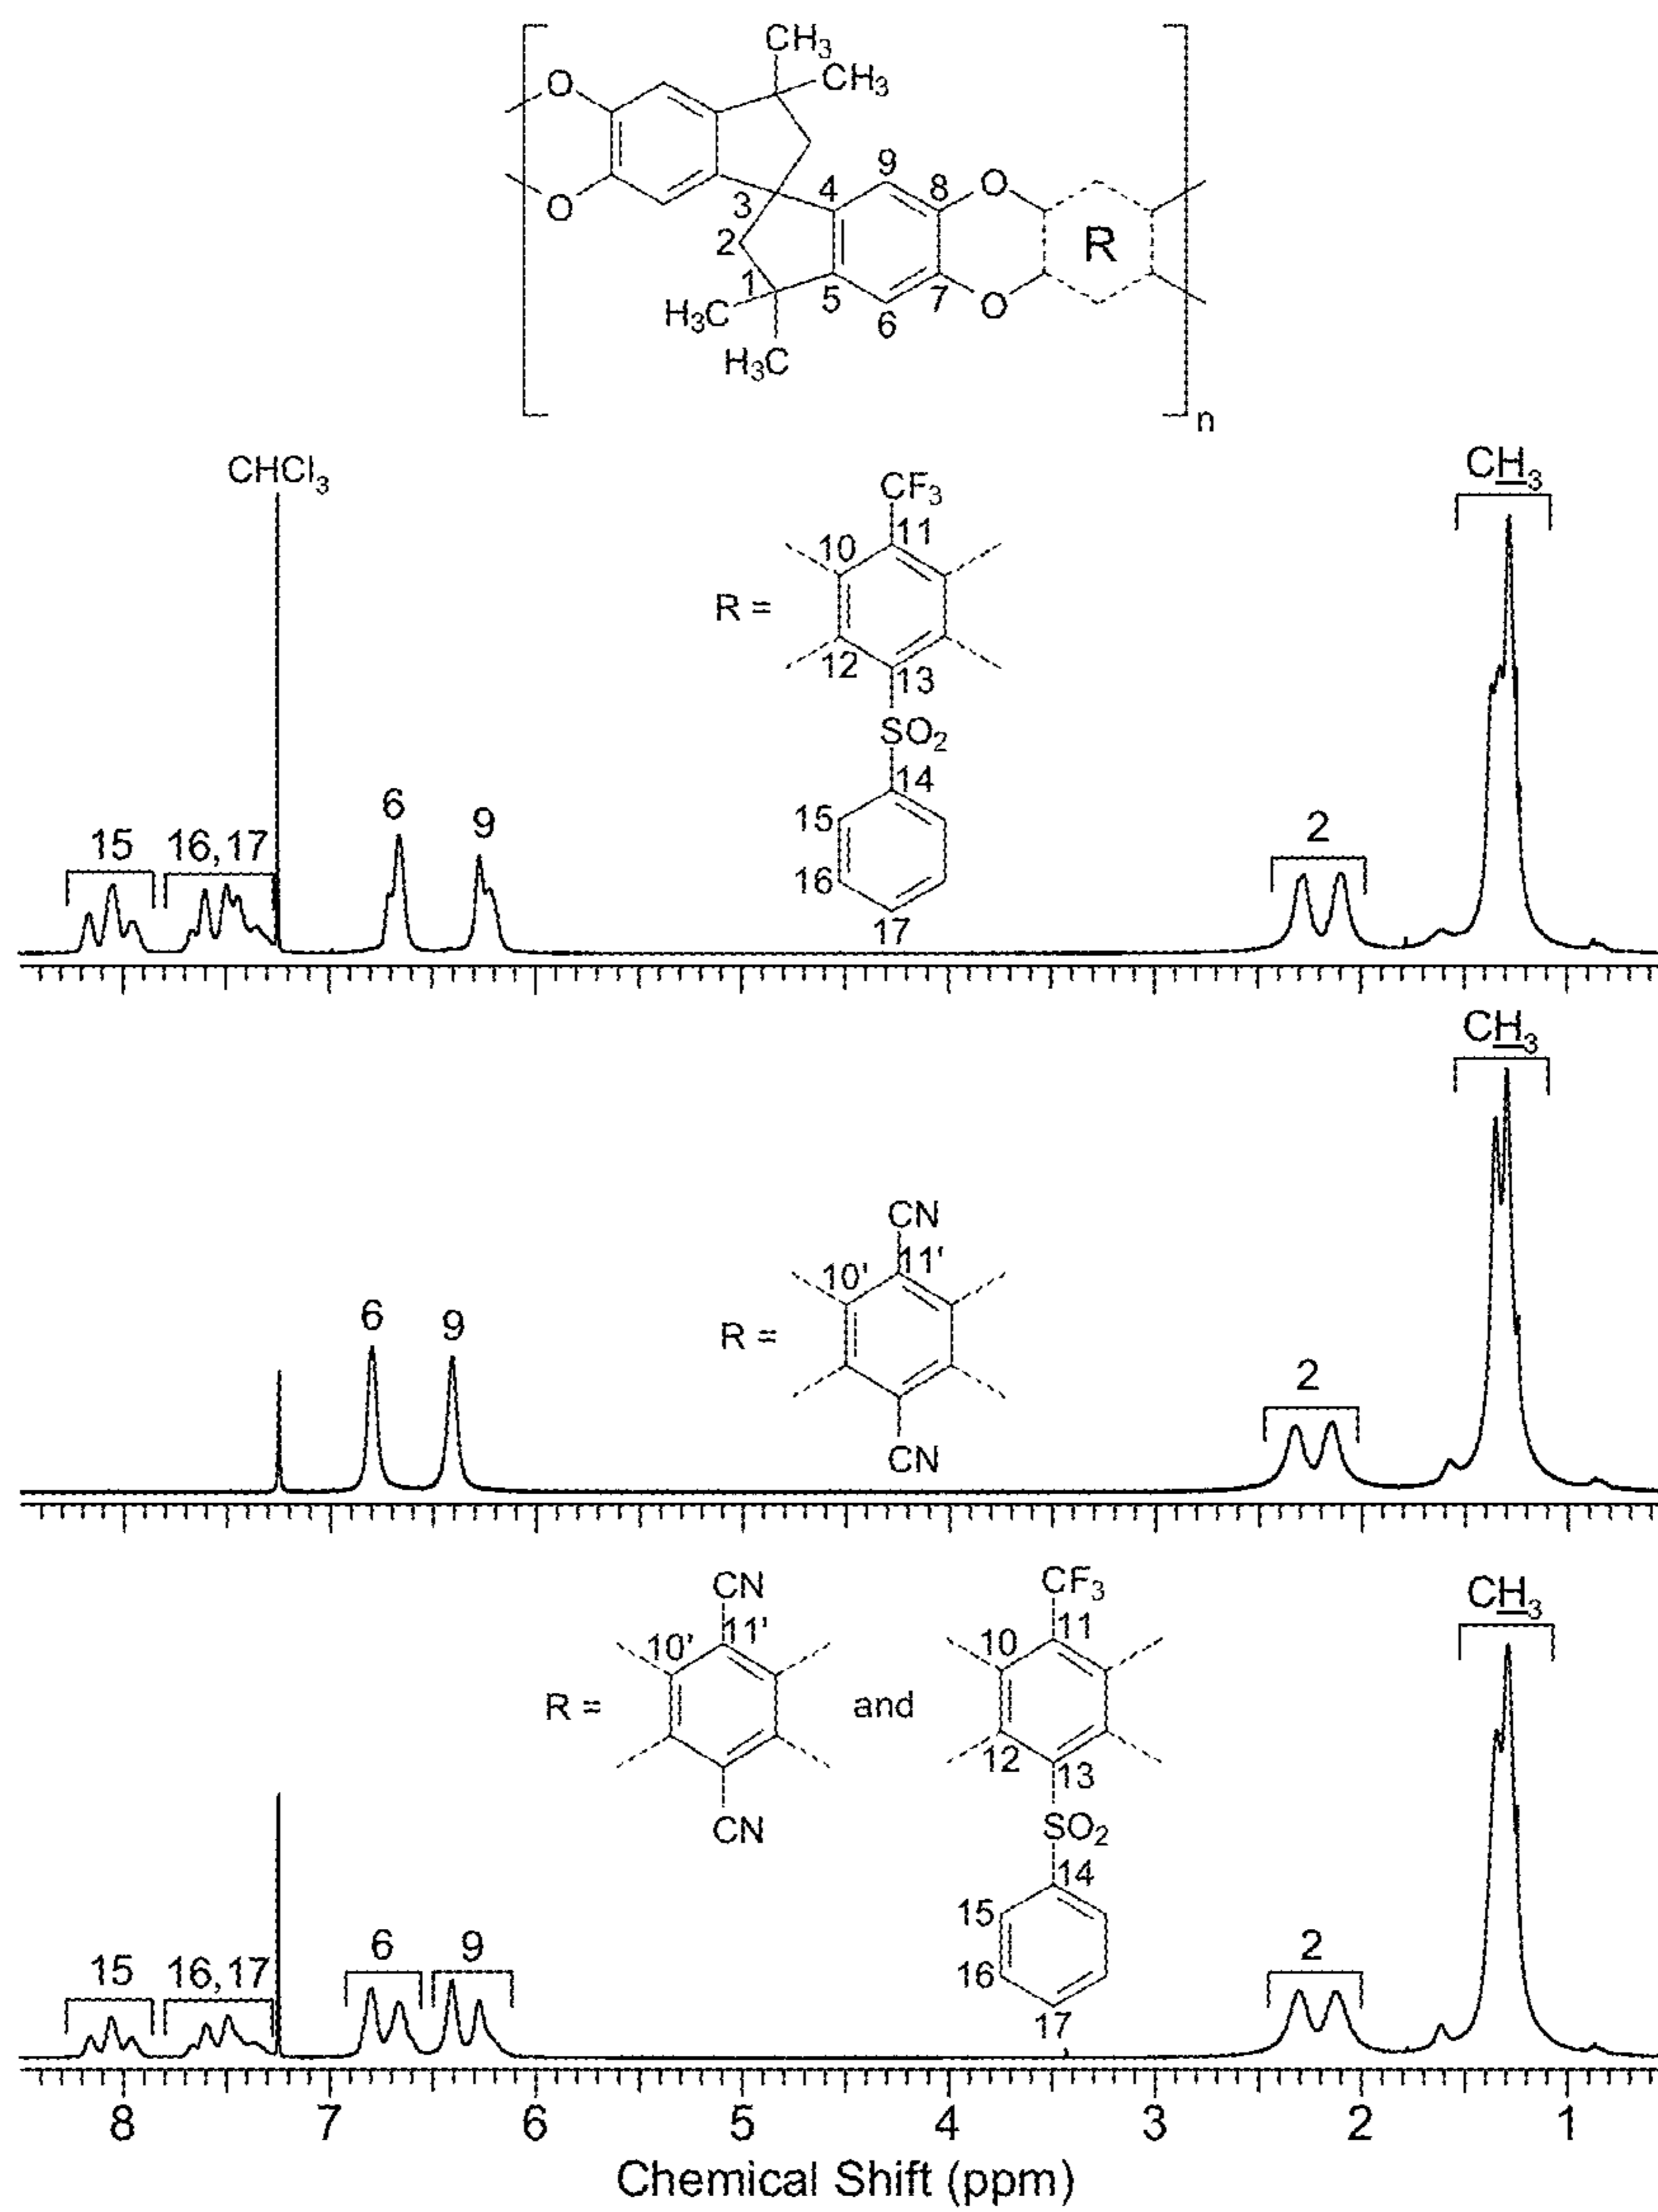 CH₃
CH₃
O
O
9
4
8
O
3
2
R
1
5
7
O
6
H₃C
H₃C
n
CHCl₃
CH₃
CF₃
11
10
R =
12
13
SO₂
14
15
16
17
15
16, 17
6
9
2
CH₃
CN
11'
10'
R =
CN
6
9
2
CN
11'
10'
R =
CN
and
CF₃
11
10
12
13
SO₂
14
15
16
17
CH₃
15
16, 17
6
9
2
8 7 6 5 4 3 2 1
Chemical Shift (ppm)